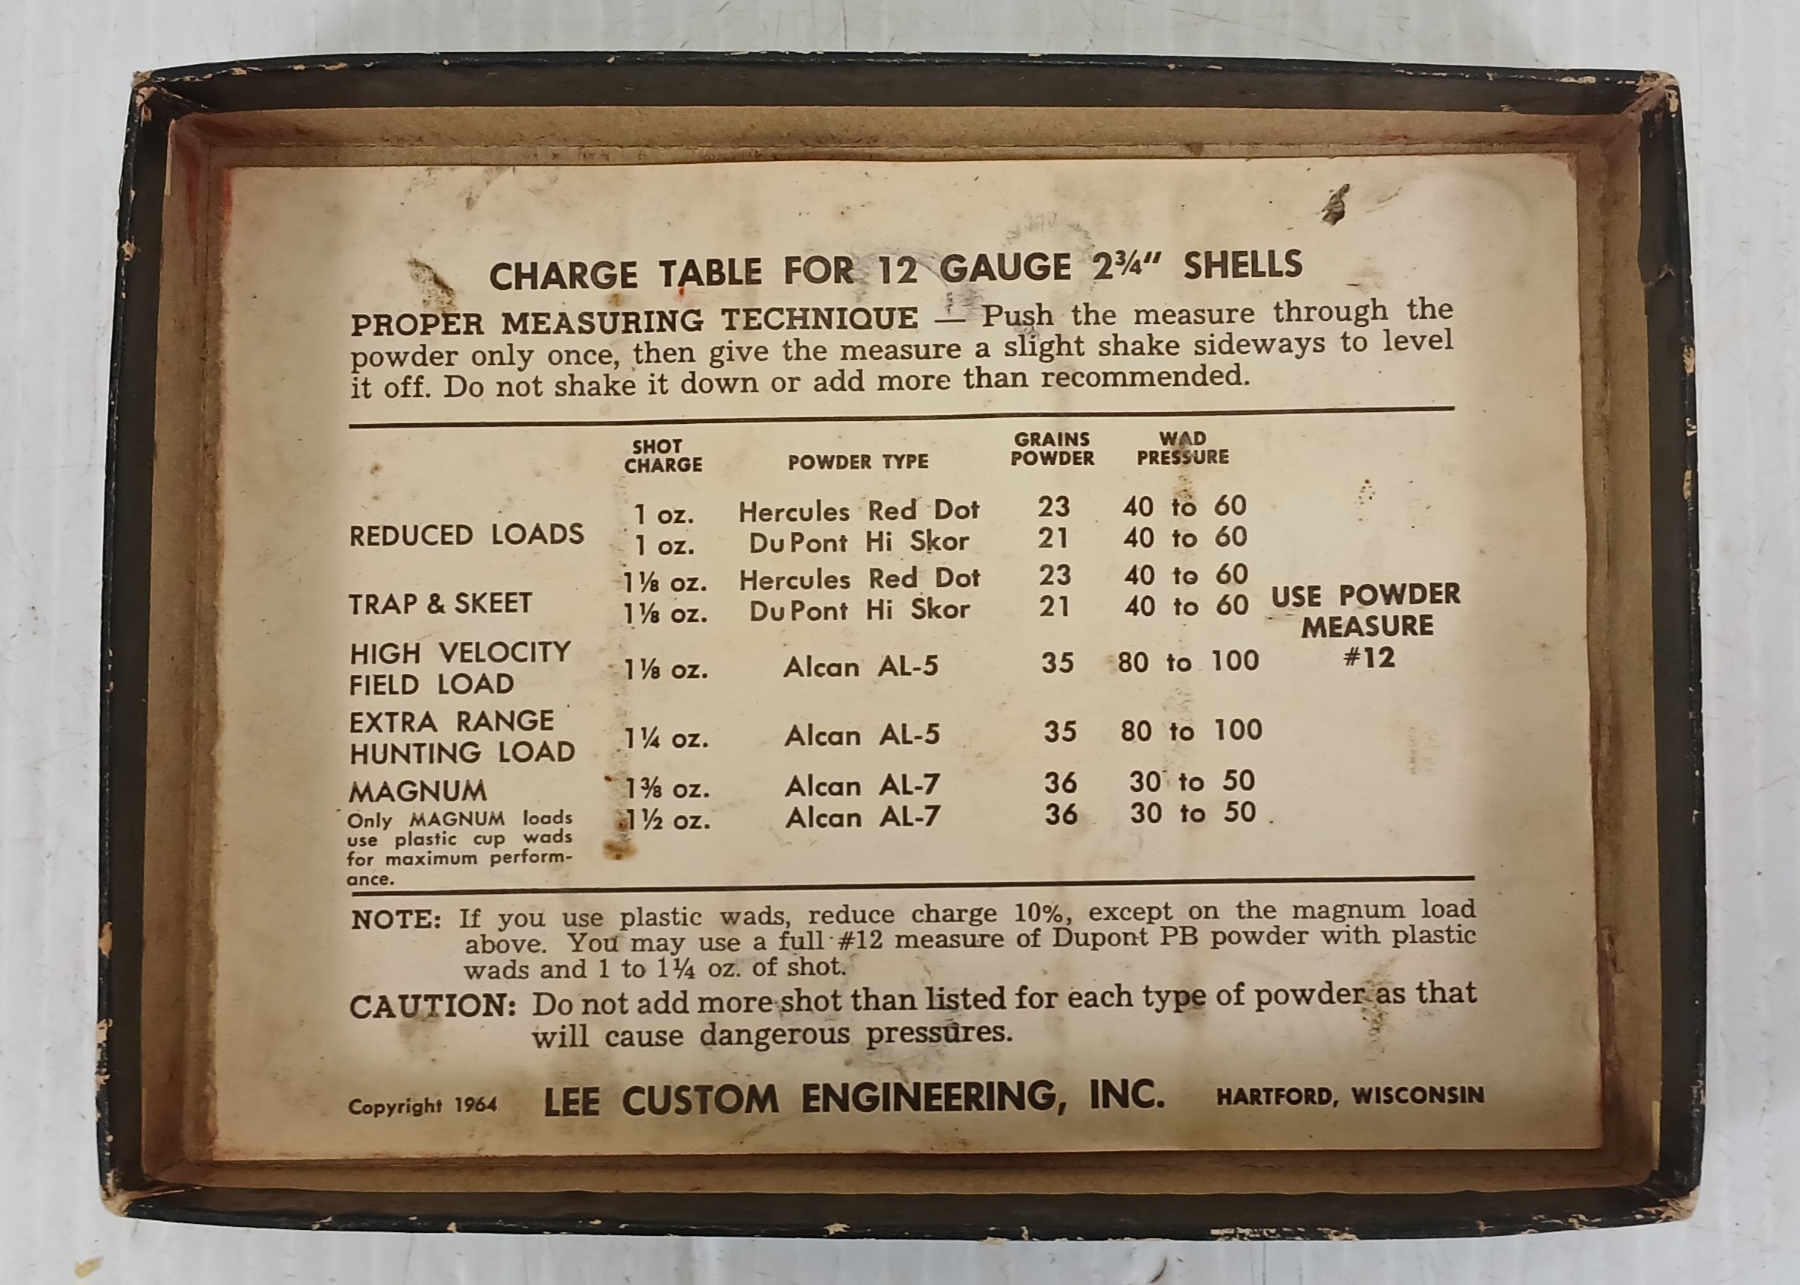 CHARGE TABLE FOR 12 GAUGE 2¾" SHELLS
PROPER MEASURING TECHNIQUE — Push the measure through the
powder only once, then give the measure a slight shake sideways to level
it off. Do not shake it down or add more than recommended.
SHOT CHARGE POWDER TYPE GRAINS POWDER WAD PRESSURE
REDUCED LOADS
1 oz. Hercules Red Dot 23 40 to 60
1 oz. Du Pont Hi Skor 21 40 to 60
TRAP & SKEET
1⅛ oz. Hercules Red Dot 23 40 to 60
1⅛ oz. Du Pont Hi Skor 21 40 to 60
HIGH VELOCITY
FIELD LOAD
1⅛ oz. Alcan AL-5 35 80 to 100
EXTRA RANGE
HUNTING LOAD
1¼ oz. Alcan AL-5 35 80 to 100
MAGNUM
1⅜ oz. Alcan AL-7 36 30 to 50
1½ oz. Alcan AL-7 36 30 to 50
Only MAGNUM loads
use plastic cup wads
for maximum perform-
ance.
USE POWDER
MEASURE
#12
NOTE: If you use plastic wads, reduce charge 10%, except on the magnum load
above. You may use a full #12 measure of Dupont PB powder with plastic
wads and 1 to 1¼ oz. of shot.
CAUTION: Do not add more shot than listed for each type of powder as that
will cause dangerous pressures.
Copyright 1964 LEE CUSTOM ENGINEERING, INC. HARTFORD, WISCONSIN